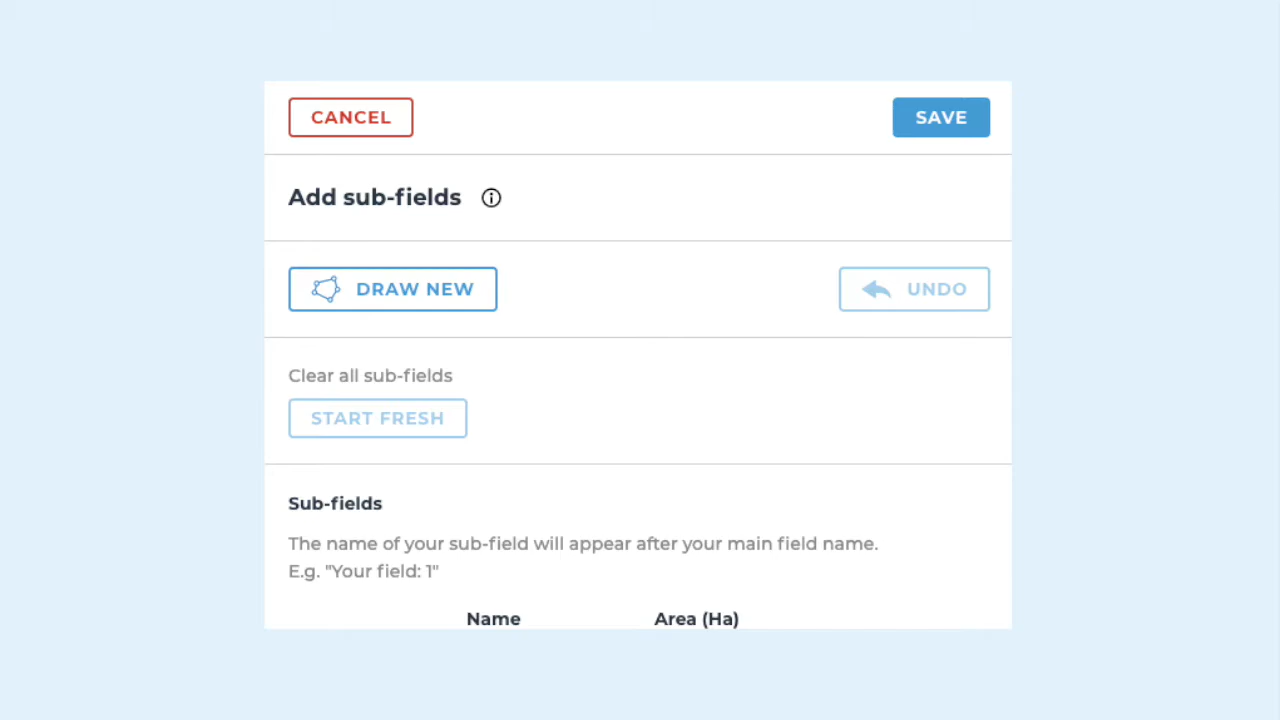 CANCEL
SAVE
Add sub-fields
DRAW NEW
UNDO
Clear all sub-fields
START FRESH
Sub-fields
The name of your sub-field will appear after your main field name.
E.g. "Your field: 1"
Name Area (Ha)